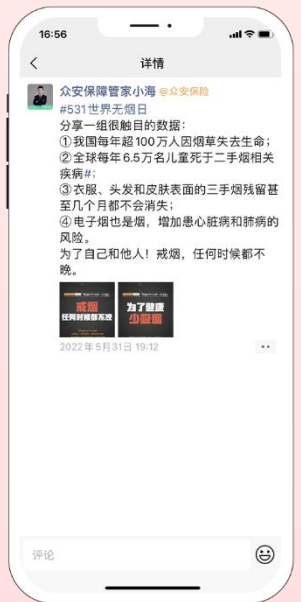 16:56
详情
众安保障管家小海 @众安保险
#531世界无烟日
分享一组很触目的数据：
①我国每年超100万人因烟草失去生命；
②全球每年6.5万名儿童死于二手烟相关
疾病#；
③衣服、头发和皮肤表面的三手烟残留甚
至几个月都不会消失；
④电子烟也是烟，增加患心脏病和肺病的
风险。
为了自己和他人！戒烟，任何时候都不
晚。
戒烟
任何时候都不晚
为了健康
少吸烟
2022年5月31日 19:12
评论